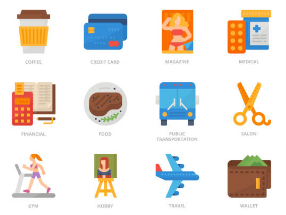 COFFEE
CREDIT CARD
MAGAZINE
MEDICAL
FINANCIAL
FOOD
PUBLIC
TRANSPORTATION
SALON
GYM
HOBBY
TRAVEL
WALLET